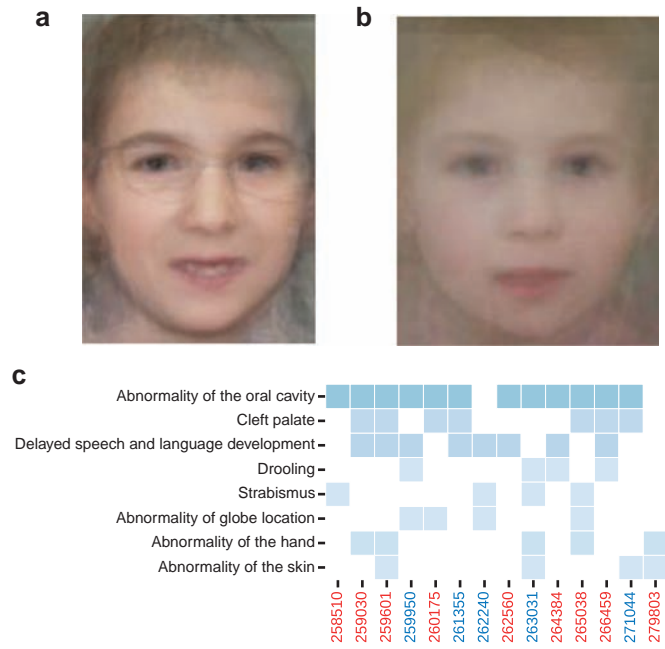 a
b
c
Abnormality of the oral cavity
Cleft palate
Delayed speech and language development
Drooling
Strabismus
Abnormality of globe location
Abnormality of the hand
Abnormality of the skin
258510
259030
259601
259950
260175
261355
262240
262560
263031
264384
265038
266459
271044
279803